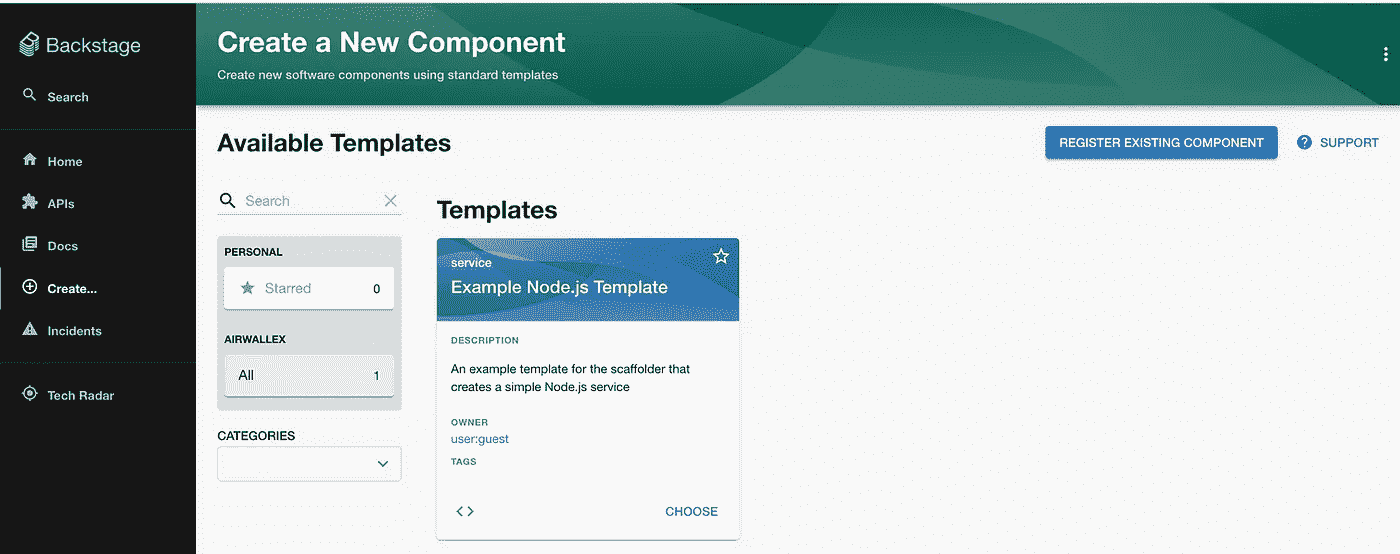 Backstage
Search
Home
APIs
Docs
Create...
Incidents
Tech Radar
Create a New Component
Create new software components using standard templates
Available Templates
REGISTER EXISTING COMPONENT
? SUPPORT
Search
PERSONAL
Starred 0
AIRWALLEX
All 1
CATEGORIES
Templates
service
Example Node.js Template
DESCRIPTION
An example template for the scaffolder that
creates a simple Node.js service
OWNER
user:guest
TAGS
<> CHOOSE